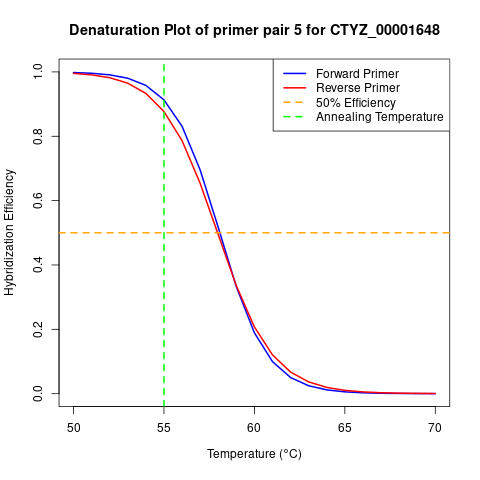 Denaturation Plot of primer pair 5 for CTYZ_00001648
Forward Primer
Reverse Primer
50% Efficiency
Annealing Temperature
Hybridization Efficiency
1.0
0.8
0.6
0.4
0.2
0.0
50
55
60
65
70
Temperature (°C)